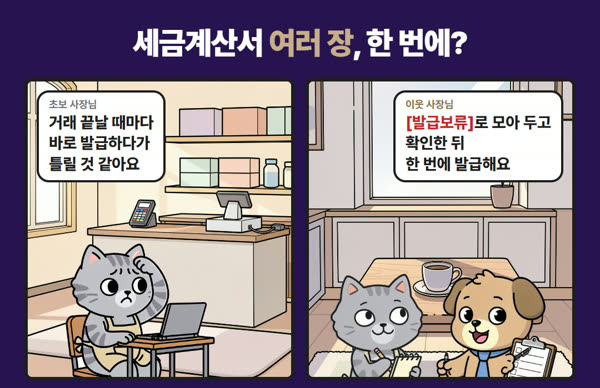 세금계산서 여러 장, 한 번에?
초보 사장님
거래 끝날 때마다
바로 발급하다가
틀릴 것 같아요
이웃 사장님
[발급보류]로 모아 두고
확인한 뒤
한 번에 발급해요